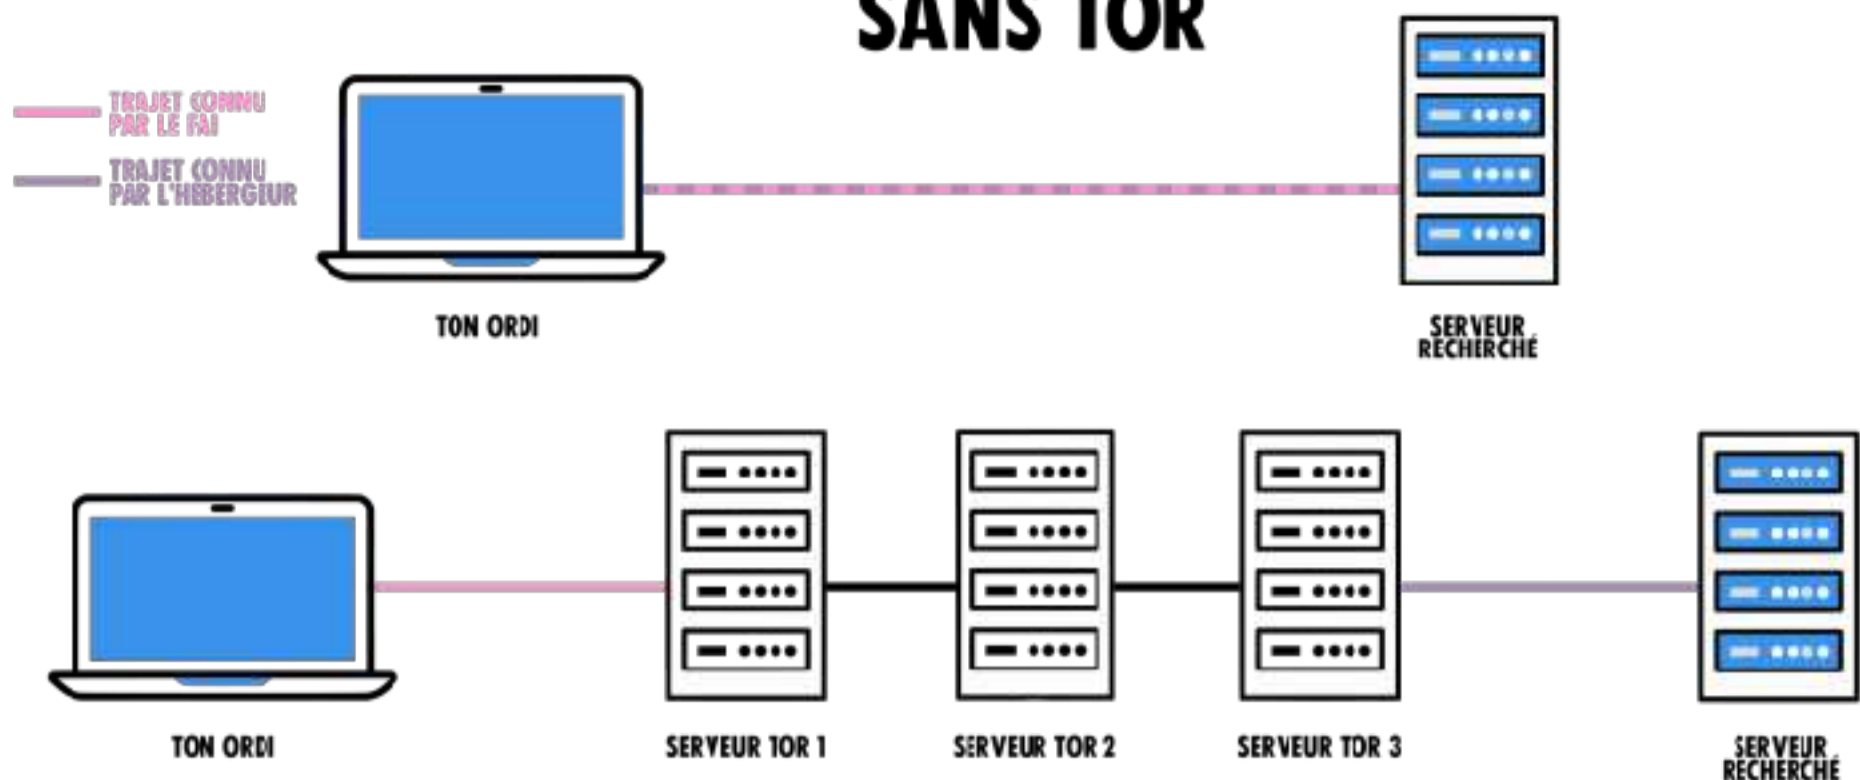 SANS TOR
TRAJET CONNU
PAR LE FAI
TRAJET CONNU
PAR L'HÉBERGEUR
TON ORDI
SERVEUR
RECHERCHÉ
TON ORDI
SERVEUR TOR 1
SERVEUR TOR 2
SERVEUR TOR 3
SERVEUR
RECHERCHÉ